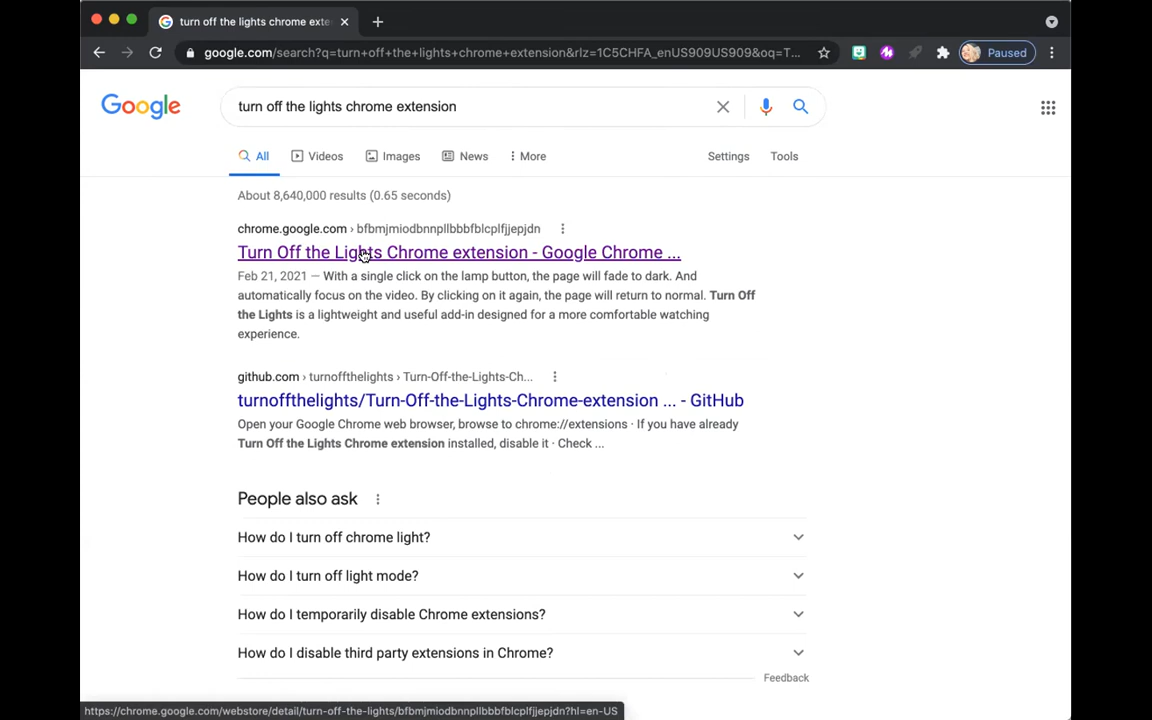 turn off the lights chrome exte
google.com/search?q=turn+off+the+lights+chrome+extension&rlz=1C5CHFA_enUS909US909&oq=T...
Paused
Google
turn off the lights chrome extension
All
Videos
Images
News
More
Settings
Tools
About 8,640,000 results (0.65 seconds)
chrome.google.com › bfbmjmiodbnnpllbbbfblcplfjjepjdn
Turn Off the Lights Chrome extension - Google Chrome ...
Feb 21, 2021 — With a single click on the lamp button, the page will fade to dark. And
automatically focus on the video. By clicking on it again, the page will return to normal. Turn Off
the Lights is a lightweight and useful add-in designed for a more comfortable watching
experience.
github.com › turnoffthelights › Turn-Off-the-Lights-Ch...
turnoffthelights/Turn-Off-the-Lights-Chrome-extension ... - GitHub
Open your Google Chrome web browser, browse to chrome://extensions · If you have already
Turn Off the Lights Chrome extension installed, disable it · Check ...
People also ask
How do I turn off chrome light?
How do I turn off light mode?
How do I temporarily disable Chrome extensions?
How do I disable third party extensions in Chrome?
Feedback
https://chrome.google.com/webstore/detail/turn-off-the-lights/bfbmjmiodbnnpllbbbfblcplfjjepjdn?hl=en-US